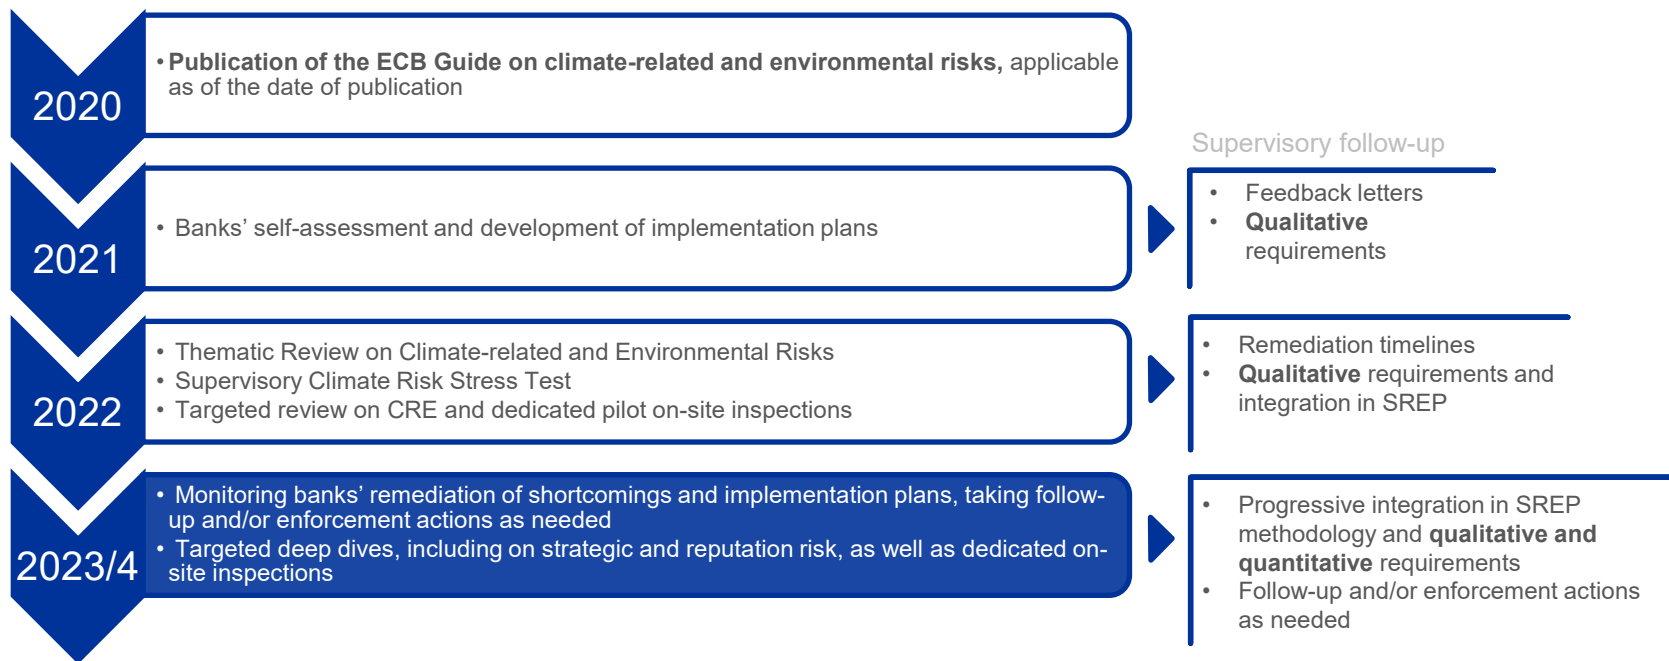 2020
• Publication of the ECB Guide on climate-related and environmental risks, applicable
as of the date of publication
Supervisory follow-up
2021
• Banks’ self-assessment and development of implementation plans
• Feedback letters
• Qualitative
requirements
2022
• Thematic Review on Climate-related and Environmental Risks
• Supervisory Climate Risk Stress Test
• Targeted review on CRE and dedicated pilot on-site inspections
• Remediation timelines
• Qualitative requirements and
integration in SREP
2023/4
• Monitoring banks’ remediation of shortcomings and implementation plans, taking follow-
up and/or enforcement actions as needed
• Targeted deep dives, including on strategic and reputation risk, as well as dedicated on-
site inspections
• Progressive integration in SREP
methodology and qualitative and
quantitative requirements
• Follow-up and/or enforcement actions
as needed